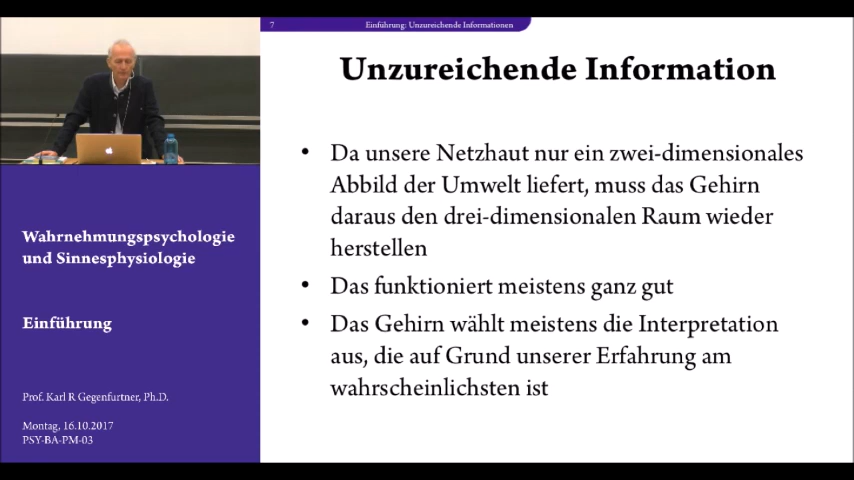 7
Einführung: Unzureichende Informationen
Unzureichende Information
• Da unsere Netzhaut nur ein zwei-dimensionales
Abbild der Umwelt liefert, muss das Gehirn
daraus den drei-dimensionalen Raum wieder
herstellen
• Das funktioniert meistens ganz gut
• Das Gehirn wählt meistens die Interpretation
aus, die auf Grund unserer Erfahrung am
wahrscheinlichsten ist
Wahrnehmungspsychologie
und Sinnesphysiologie
Einführung
Prof. Karl R Gegenfurtner, Ph.D.
Montag, 16.10.2017
PSY-BA-PM-03